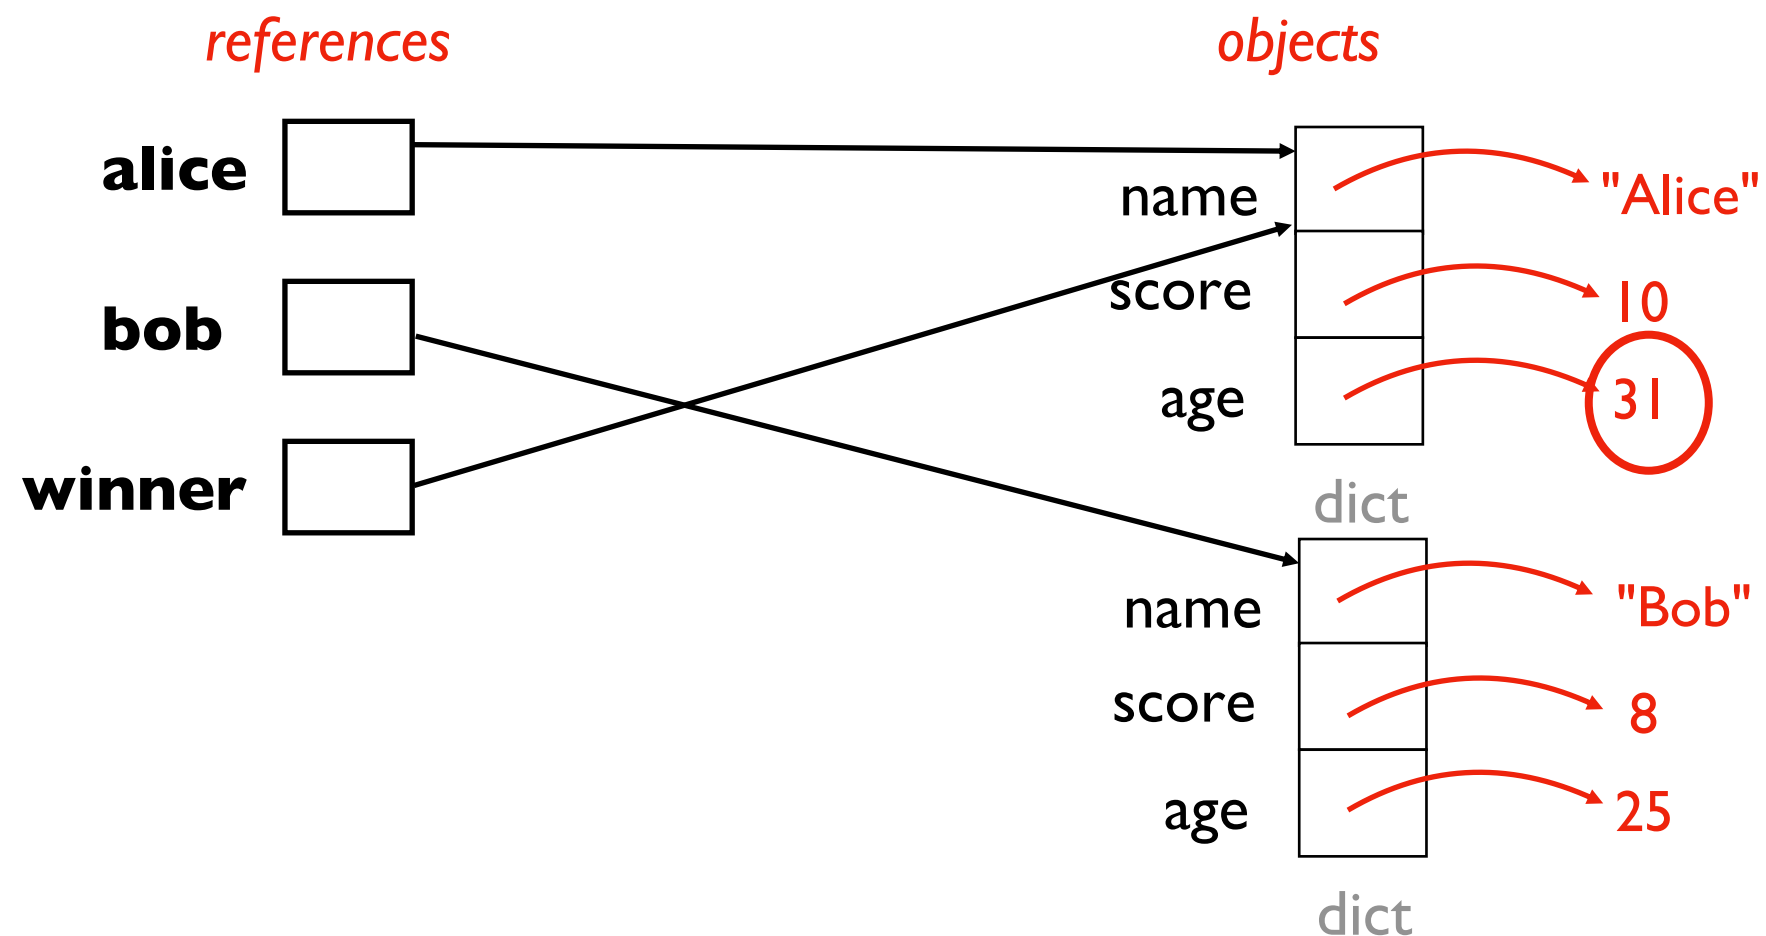 references
objects
alice
name
"Alice"
bob
score
10
age
31
winner
dict
name
"Bob"
score
8
age
25
dict